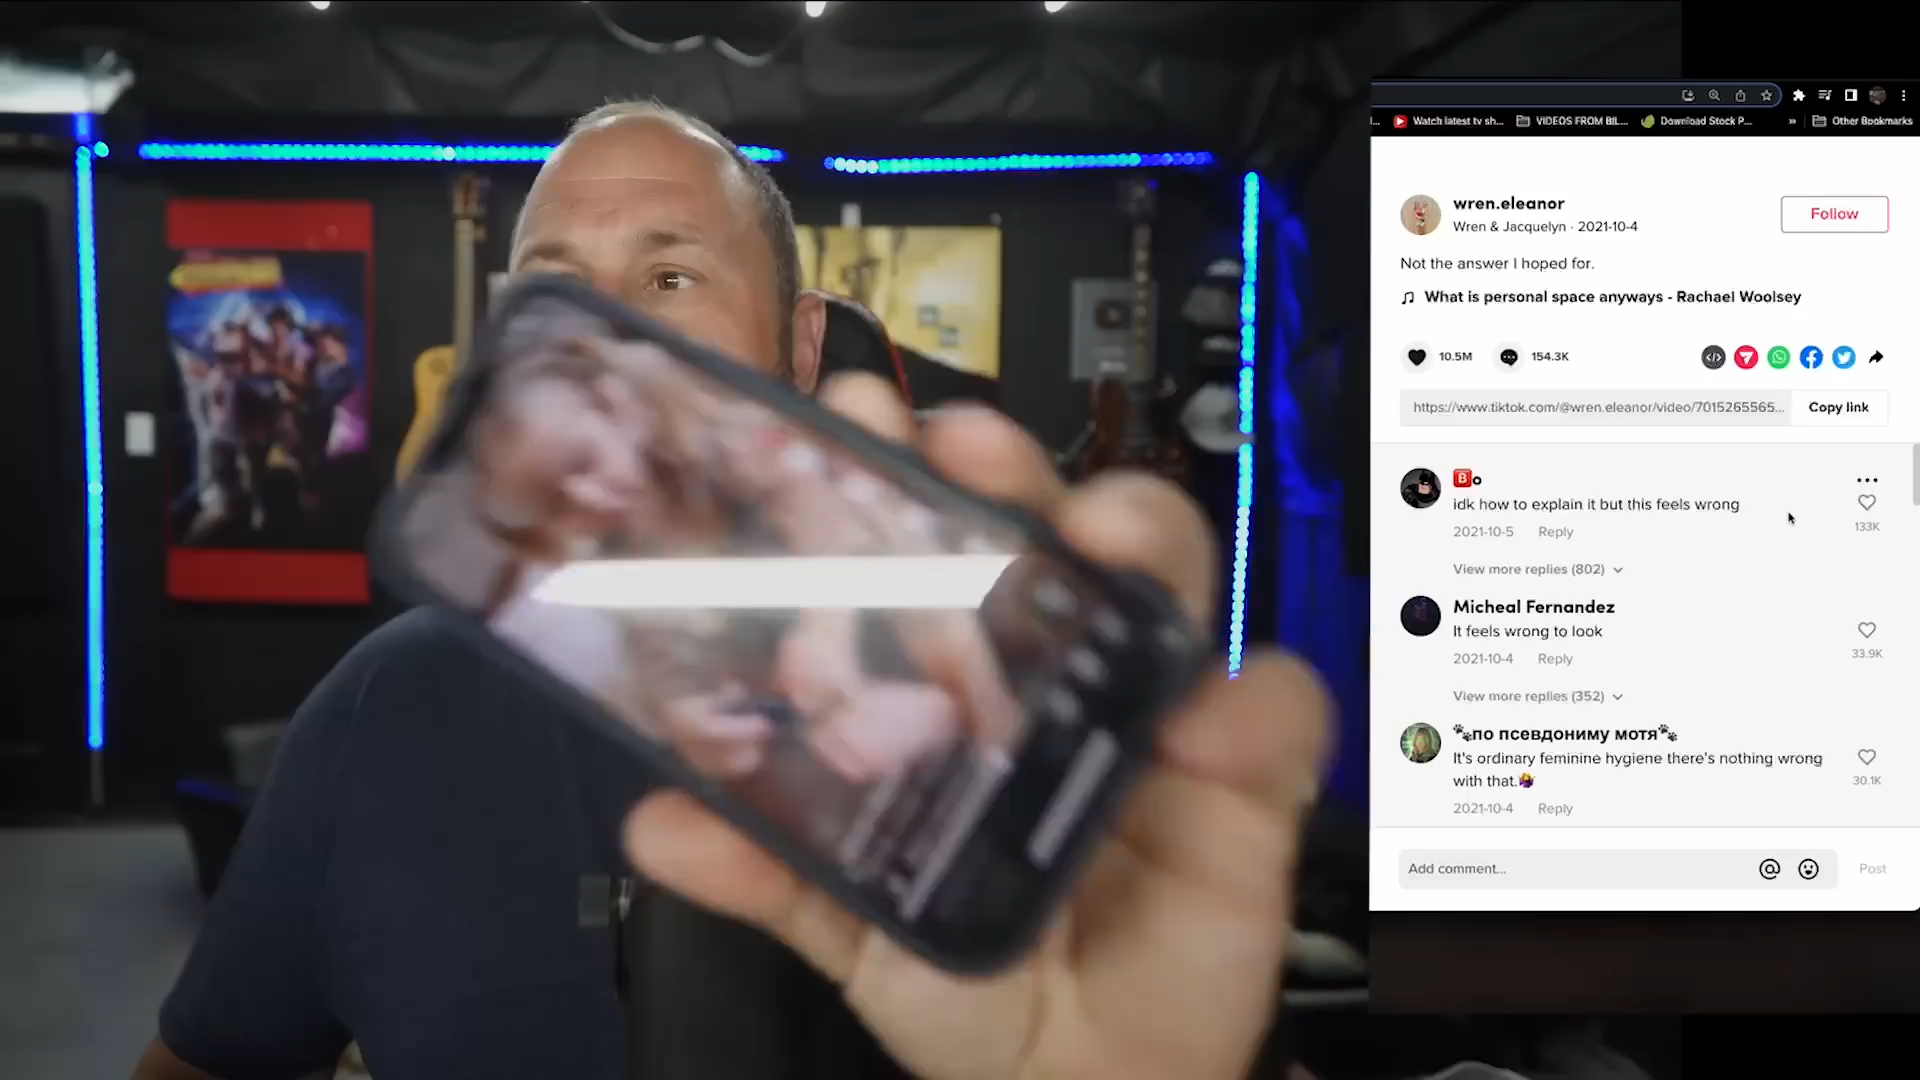 Watch latest tv sh...
VIDEOS FROM BIL...
Download Stock P...
»
Other Bookmarks
wren.eleanor
Wren & Jacquelyn · 2021-10-4
Follow
Not the answer I hoped for.
What is personal space anyways - Rachael Woolsey
10.5M
154.3K
https://www.tiktok.com/@wren.eleanor/video/7015265565...
Copy link
🅱️o
idk how to explain it but this feels wrong
2021-10-5 Reply
133K
View more replies (802)
Micheal Fernandez
It feels wrong to look
2021-10-4 Reply
33.9K
View more replies (352)
🐾по псевдониму мотя🐾
It's ordinary feminine hygiene there's nothing wrong
with that.🤷‍♀️
2021-10-4 Reply
30.1K
Add comment...
Post